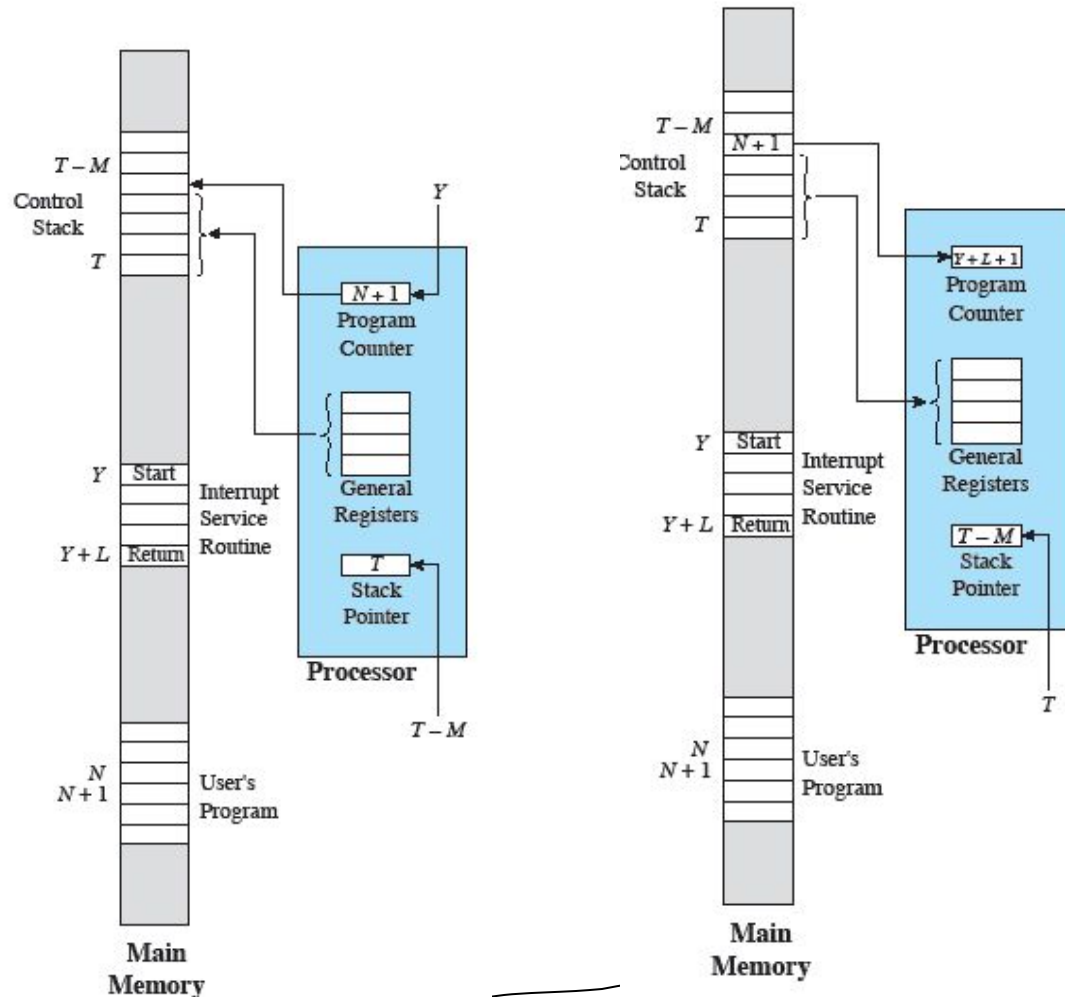 T – M
Control
Stack
T
Y
N + 1
Program
Counter
General
Registers
Y
Start
Interrupt
Service
Routine
Y + L
Return
T
Stack
Pointer
Processor
T – M
N
N + 1
User's
Program
Main
Memory
T – M
N + 1
Control
Stack
T
Y + L + 1
Program
Counter
Y
Start
Interrupt
Service
Routine
General
Registers
Y + L
Return
T – M
Stack
Pointer
Processor
T
N
N + 1
User's
Program
Main
Memory